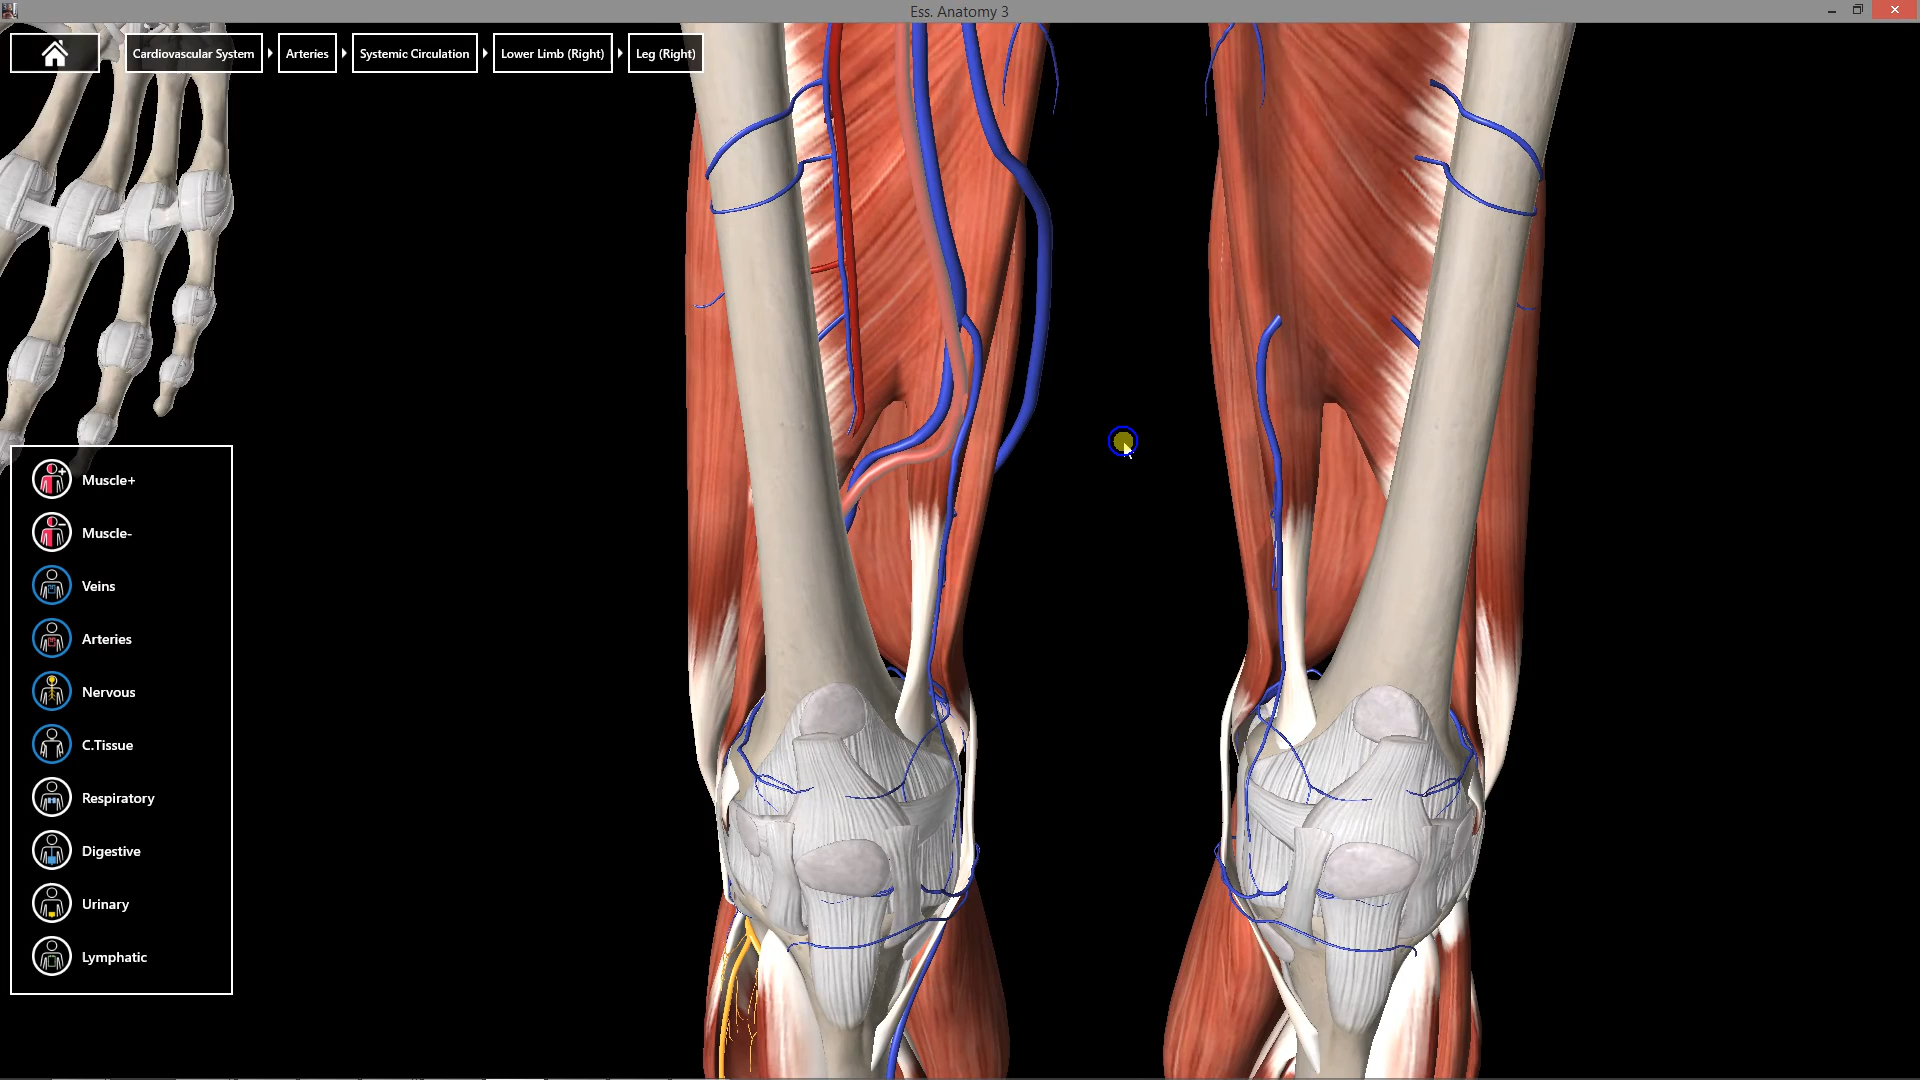 Ess. Anatomy 3
Cardiovascular System
Arteries
Systemic Circulation
Lower Limb (Right)
Leg (Right)
Muscle+
Muscle-
Veins
Arteries
Nervous
C.Tissue
Respiratory
Digestive
Urinary
Lymphatic